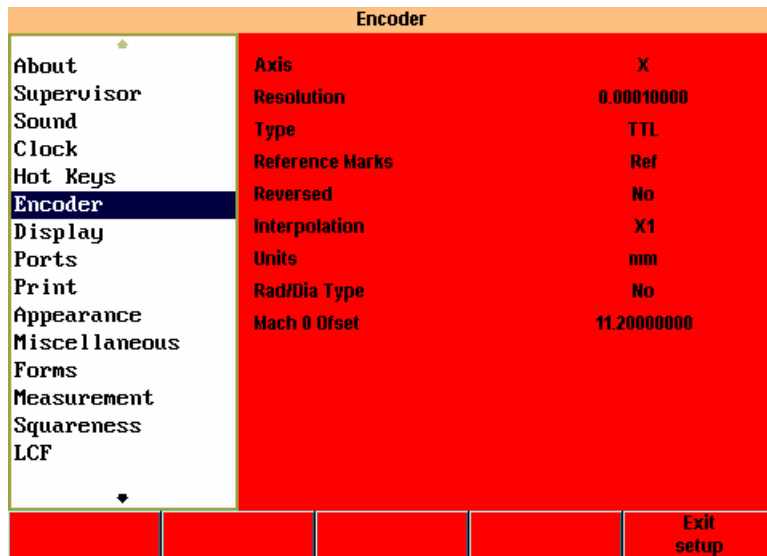 Encoder
About
Supervisor
Sound
Clock
Hot Keys
Encoder
Display
Ports
Print
Appearance
Miscellaneous
Forms
Measurement
Squareness
LCF
Axis X
Resolution 0.00010000
Type TTL
Reference Marks Ref
Reversed No
Interpolation X1
Units mm
Rad/Dia Type No
Mach 0 Ofset 11.20000000
Exit
setup